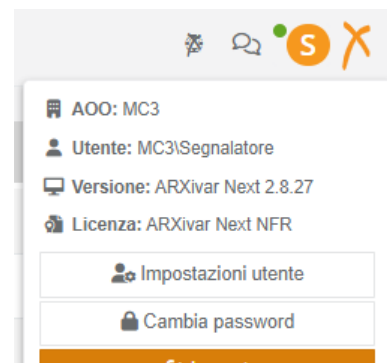 S
AOO: MC3
Utente: MC3\Segnalatore
Versione: ARXivar Next 2.8.27
Licenza: ARXivar Next NFR
Impostazioni utente
Cambia password